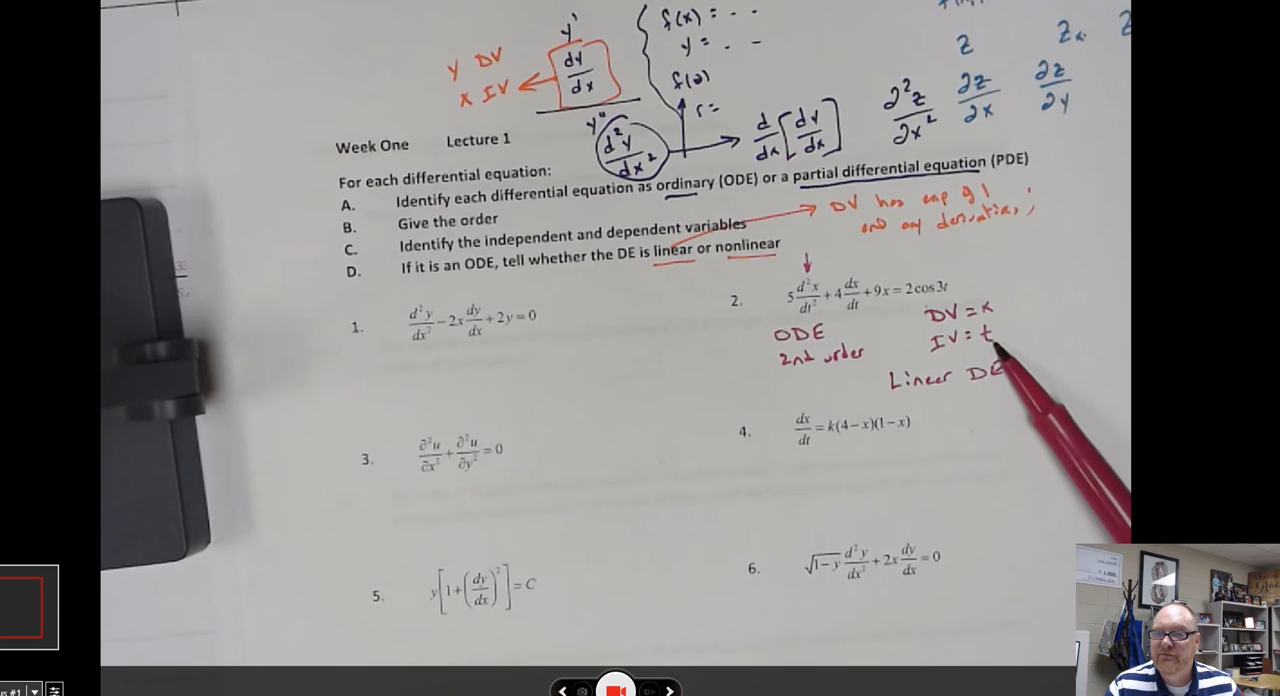 y'
f(x) = . .
y = . -
Y DV
X IV
dy/dx
f(2)
Z
y"
d²y/dx²
d/dx [dy/dx]
∂²z/∂x²
∂z/∂x
∂z/∂y
Week One Lecture 1
For each differential equation:
A. Identify each differential equation as ordinary (ODE) or a partial differential equation (PDE)
B. Give the order
C. Identify the independent and dependent variables
D. If it is an ODE, tell whether the DE is linear or nonlinear
DV has exp of 1
and any derivatives
1. d²y/dx² − 2x dy/dx + 2y = 0
2. 5 d²x/dt² + 4 dx/dt + 9x = 2 cos 3t
ODE
2nd order
DV = x
IV = t
Linear DE
3. ∂²u/∂x² + ∂²u/∂y² = 0
4. dx/dt = k(4−x)(1−x)
5. y[1+(dy/dx)²] = C
6. √1−y d²y/dx² + 2x dy/dx = 0